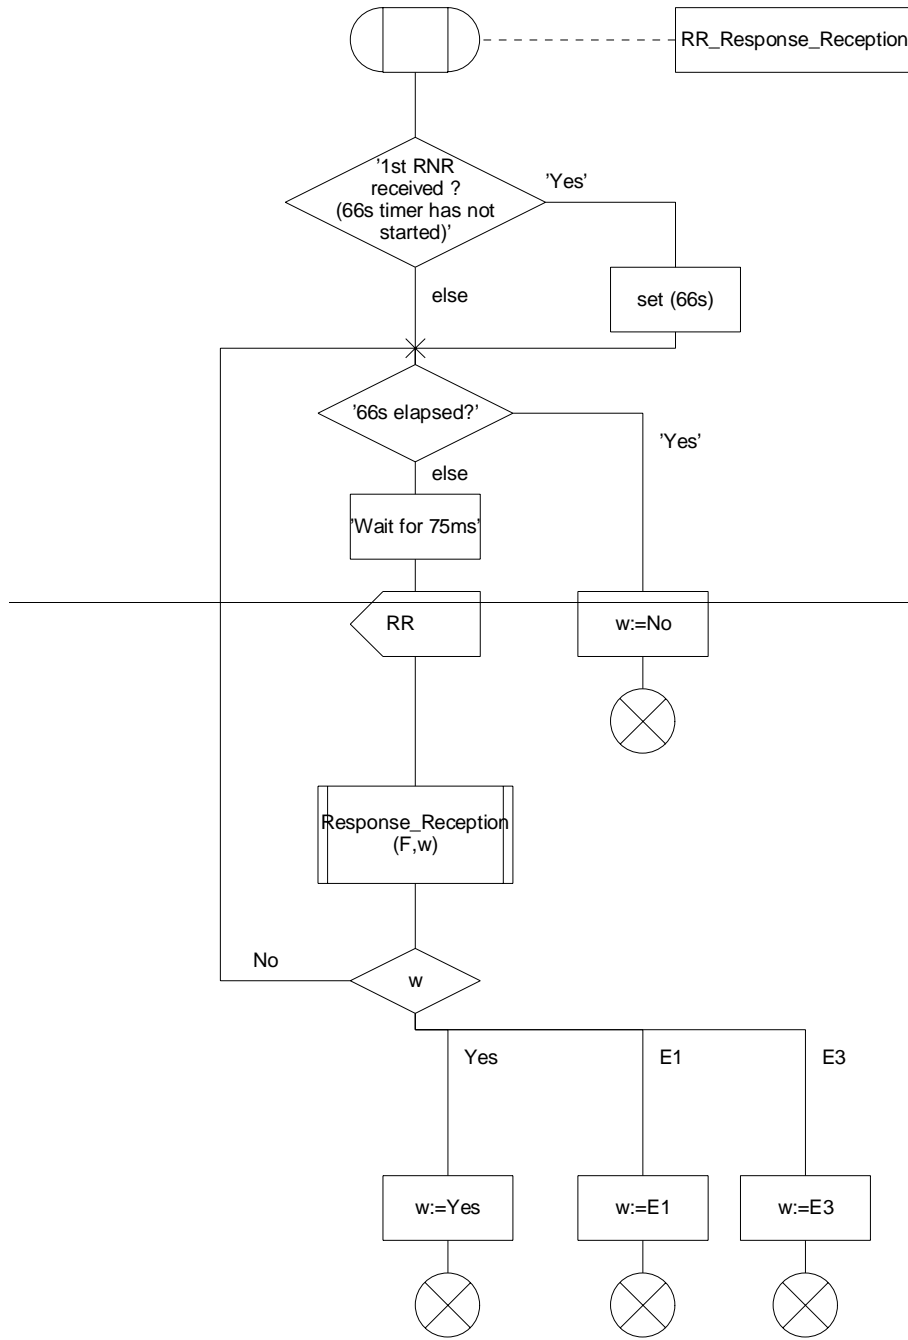 RR_Response_Reception
'1st RNR
received ?
(66s timer has not
started)'
'Yes'
else
set (66s)
'66s elapsed?'
'Yes'
else
'Wait for 75ms'
RR
w:=No
Response_Reception
(F,w)
No
w
Yes
E1
E3
w:=Yes
w:=E1
w:=E3